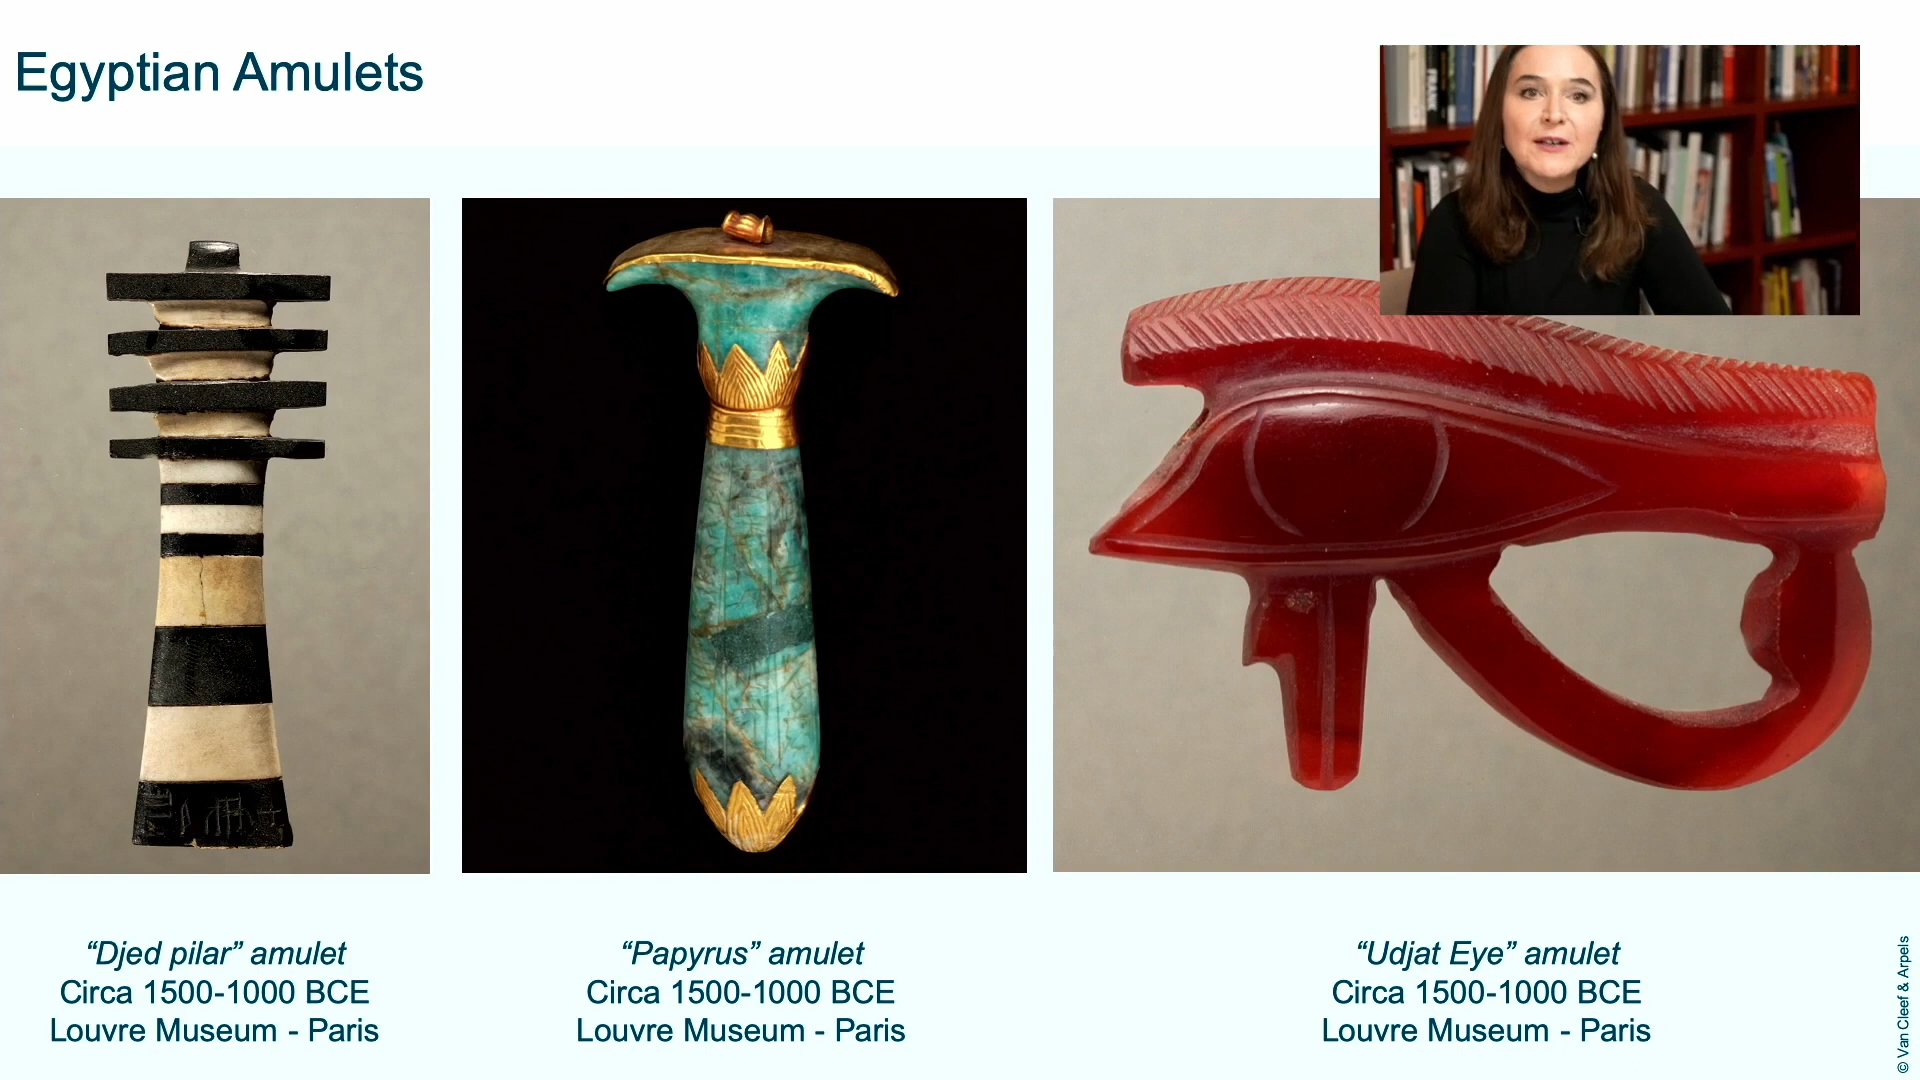 Egyptian Amulets
“Djed pilar” amulet
Circa 1500-1000 BCE
Louvre Museum - Paris
“Papyrus” amulet
Circa 1500-1000 BCE
Louvre Museum - Paris
“Udjat Eye” amulet
Circa 1500-1000 BCE
Louvre Museum - Paris
© Van Cleef & Arpels